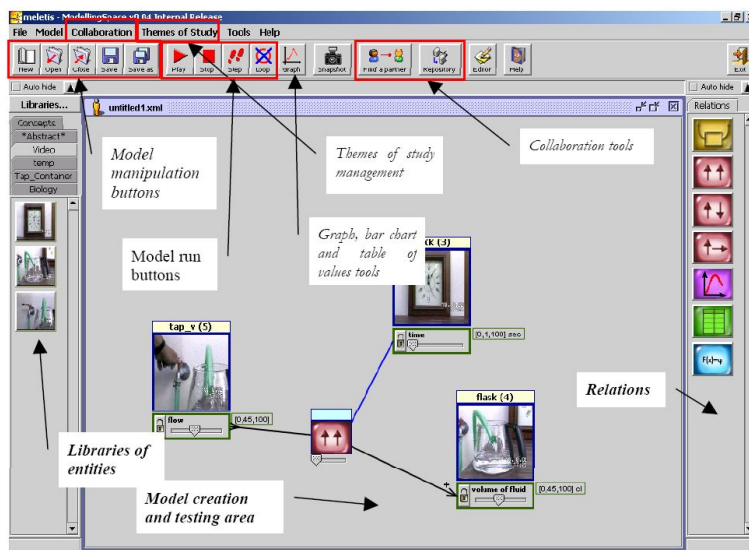 meletis - ModellingSpace v0.04 Internal Release
File Model Collaboration Themes of Study Tools Help
New Open Close Save Save as Play Stop Step Loop Graph Snapshot Find a partner Repository Editor Help Exit
Auto hide
Auto hide
Libraries...
untitled1.xml
Relations
Concepts
*Abstract*
Video
temp
Tap_Container
Biology
Model
manipulation
buttons
Themes of study
management
Collaboration tools
Model run
buttons
Graph, bar chart
and table of
values tools
(3)
time
[0,1,100] sec
tap_v (5)
flow
[0,45,100]
F(x)=y
flask (4)
volume of fluid
[0,45,100] cl
+
Relations
Libraries of
entities
Model creation
and testing area